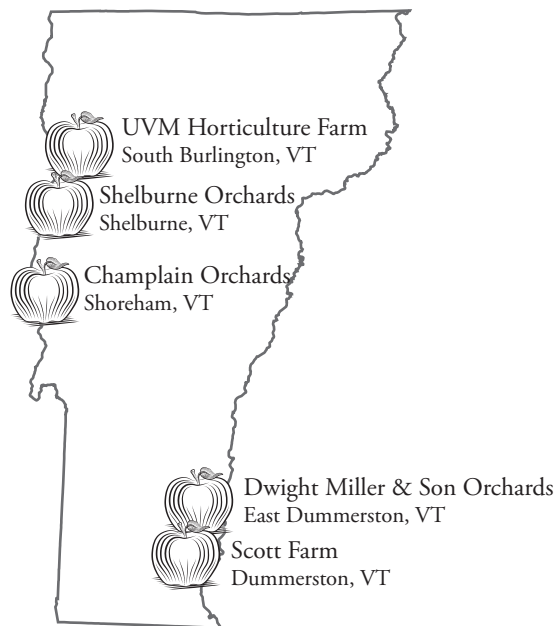 UVM Horticulture Farm
South Burlington, VT
Shelburne Orchards
Shelburne, VT
Champlain Orchards
Shoreham, VT
Dwight Miller & Son Orchards
East Dummerston, VT
Scott Farm
Dummerston, VT